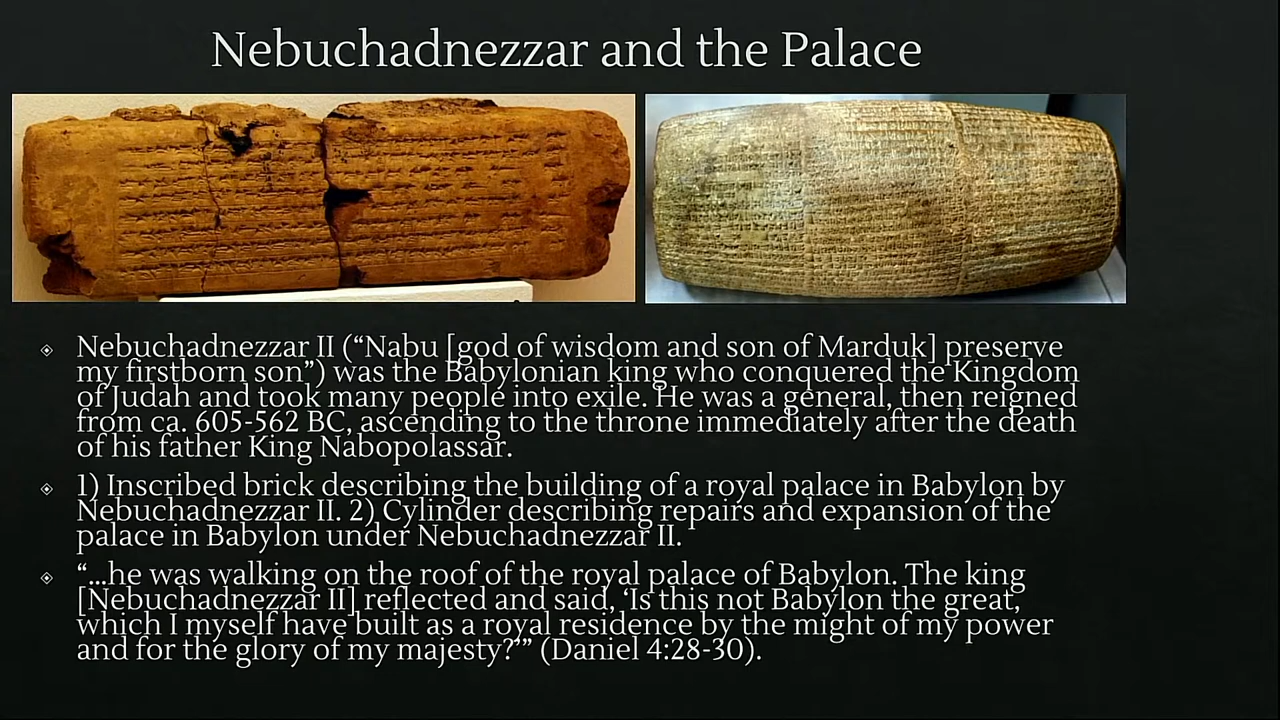 Nebuchadnezzar and the Palace
Nebuchadnezzar II (“Nabu [god of wisdom and son of Marduk] preserve
my firstborn son”) was the Babylonian king who conquered the Kingdom
of Judah and took many people into exile. He was a general, then reigned
from ca. 605-562 BC, ascending to the throne immediately after the death
of his father King Nabopolassar.
1) Inscribed brick describing the building of a royal palace in Babylon by
Nebuchadnezzar II. 2) Cylinder describing repairs and expansion of the
palace in Babylon under Nebuchadnezzar II.
“…he was walking on the roof of the royal palace of Babylon. The king
[Nebuchadnezzar II] reflected and said, ‘Is this not Babylon the great,
which I myself have built as a royal residence by the might of my power
and for the glory of my majesty?’” (Daniel 4:28-30).